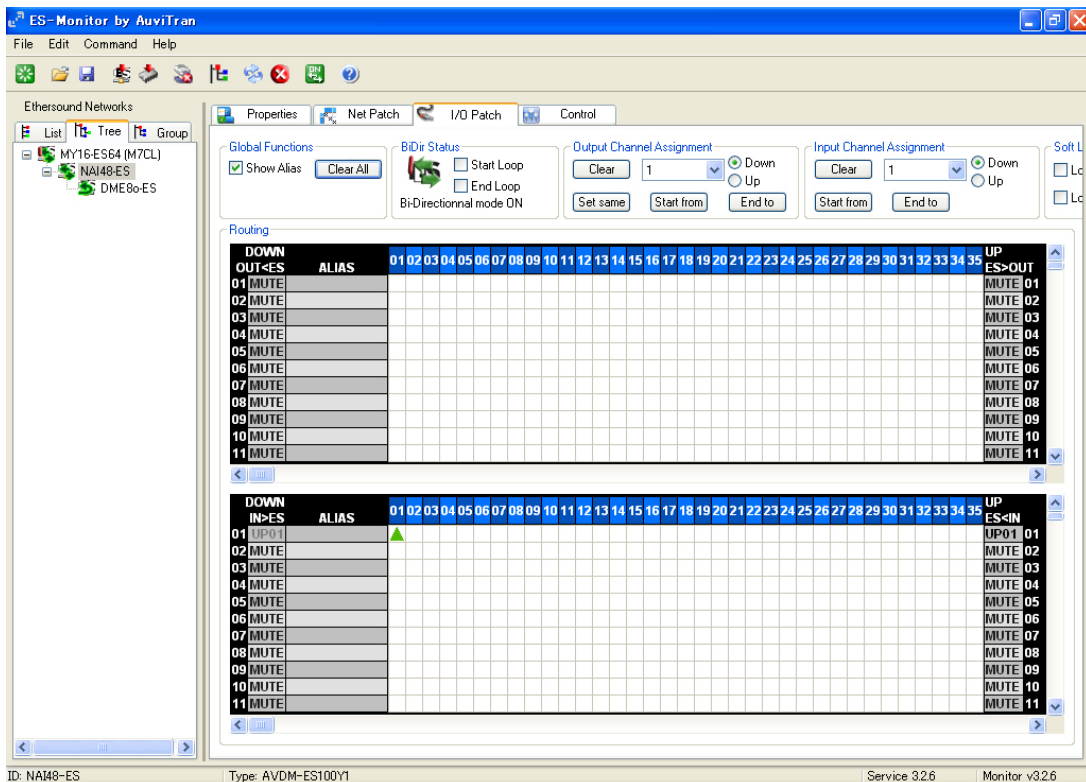 ES-Monitor by AuviTran
File Edit Command Help
Ethersound Networks
List Tree Group
MY16-ES64 (M7CL)
NAI48-ES
DME8o-ES
Properties Net Patch I/O Patch Control
Global Functions
Show Alias Clear All
BiDir Status
Start Loop
End Loop
Bi-Directionnal mode ON
Output Channel Assignment
Clear 1 Down
Up
Set same Start from End to
Input Channel Assignment
Clear 1 Down
Up
Start from End to
Soft L
Lo
Lo
Routing
DOWN UP
OUT<ES ALIAS 01 02 03 04 05 06 07 08 09 10 11 12 13 14 15 16 17 18 19 20 21 22 23 24 25 26 27 28 29 30 31 32 33 34 35 ES>OUT
01 MUTE MUTE 01
02 MUTE MUTE 02
03 MUTE MUTE 03
04 MUTE MUTE 04
05 MUTE MUTE 05
06 MUTE MUTE 06
07 MUTE MUTE 07
08 MUTE MUTE 08
09 MUTE MUTE 09
10 MUTE MUTE 10
11 MUTE MUTE 11
DOWN UP
IN>ES ALIAS 01 02 03 04 05 06 07 08 09 10 11 12 13 14 15 16 17 18 19 20 21 22 23 24 25 26 27 28 29 30 31 32 33 34 35 ES<IN
01 UP01 UP01 01
02 MUTE MUTE 02
03 MUTE MUTE 03
04 MUTE MUTE 04
05 MUTE MUTE 05
06 MUTE MUTE 06
07 MUTE MUTE 07
08 MUTE MUTE 08
09 MUTE MUTE 09
10 MUTE MUTE 10
11 MUTE MUTE 11
ID: NAI48-ES Type: AVDM-ES100Y1 Service 3.2.6 Monitor v3.2.6